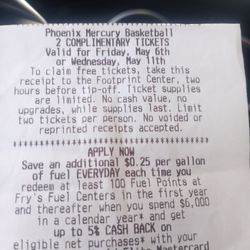 Phoenix Mercury Basketball
2 COMPLIMENTARY TICKETS
Valid for Friday, May 6th
or Wednesday, May 11th
To claim free tickets, take this
receipt to the Footprint Center, two
hours before tip-off. Ticket supplies
are limited. No cash value, no
upgrades, while supplies last. Limit
two tickets per person. No voided or
reprinted receipts accepted.
************************************
APPLY NOW
Save an additional $0.25 per gallon
of fuel EVERYDAY each time you
redeem at least 100 Fuel Points at
Fry's Fuel Centers in the first year
and thereafter when you spend $6,000
in a calendar year* and get
up to 5% CASH BACK on
eligible net purchases* with your
Elite Mastercard